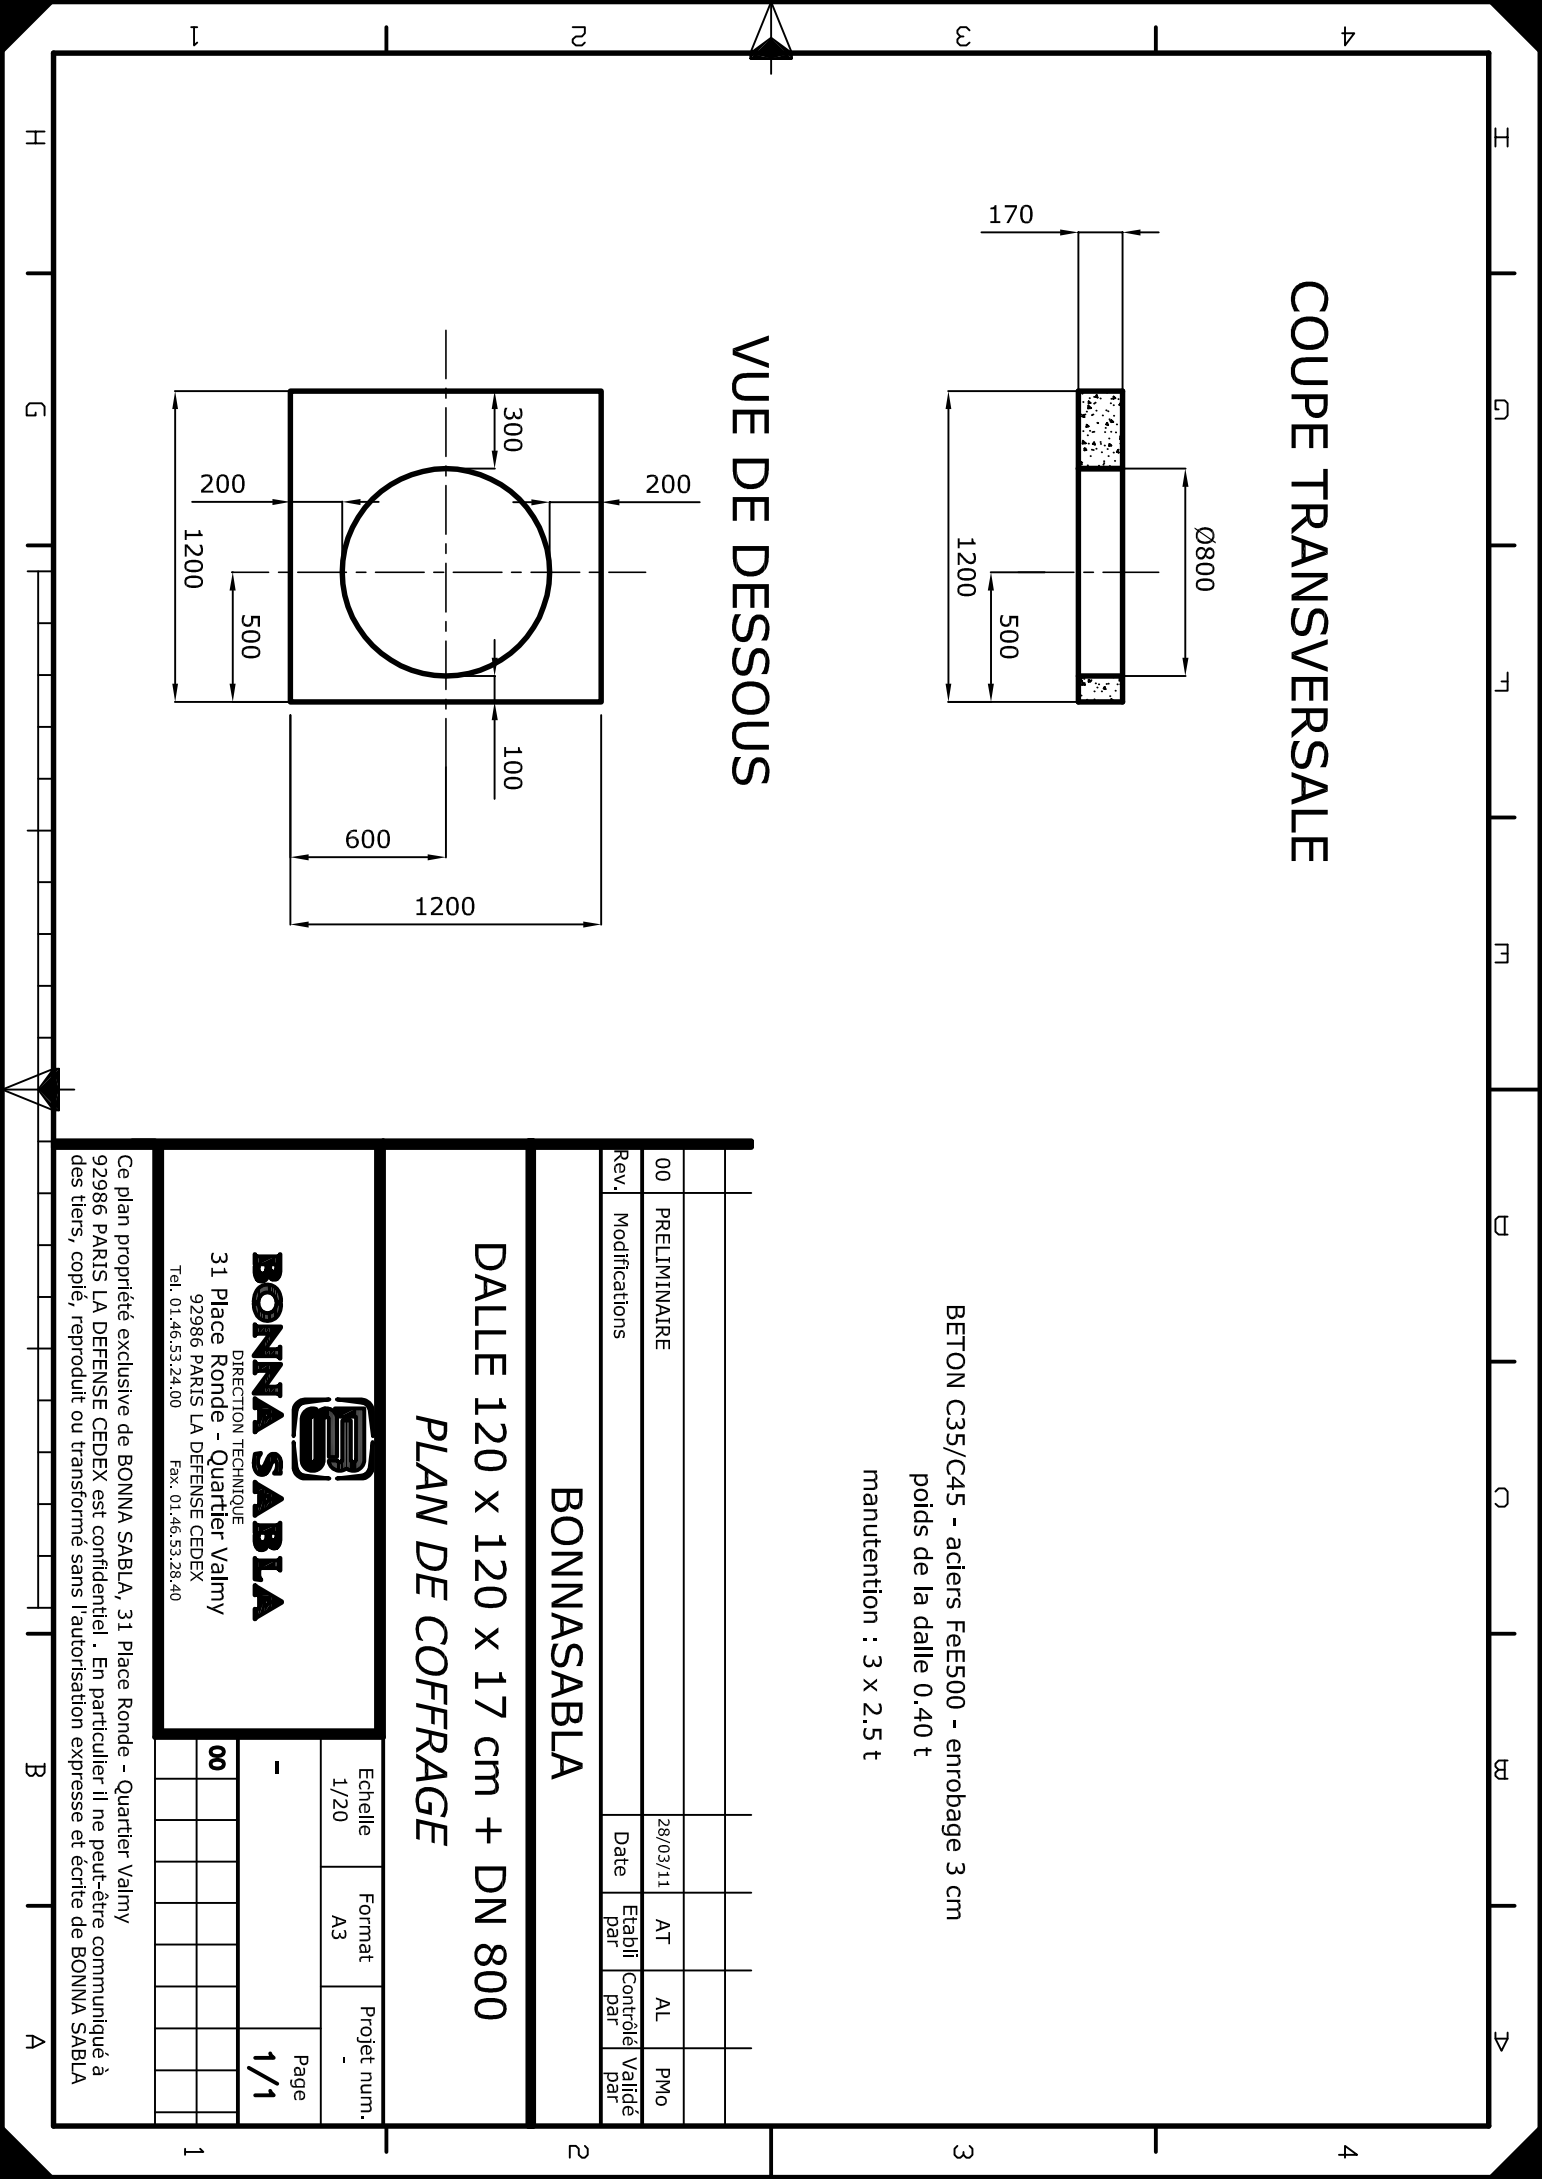 4
3
2
1
H
G
F
E
D
C
B
A
COUPE TRANSVERSALE
Ø800
170
500
1200
VUE DE DESSOUS
200
300
100
200
500
1200
600
1200
BETON C35/C45 - aciers FeE500 - enrobage 3 cm
poids de la dalle 0.40 t
manutention : 3 x 2.5 t
00 PRELIMINAIRE 28/03/11 AT AL PMo
Rev. Modifications Date Etabli par Contrôlé par Validé par
BONNASABLA
DALLE 120 x 120 x 17 cm + DN 800
PLAN DE COFFRAGE
BONNA SABLA
DIRECTION TECHNIQUE
31 Place Ronde - Quartier Valmy
92986 PARIS LA DEFENSE CEDEX
Tel. 01.46.53.24.00 Fax. 01.46.53.28.40
Echelle
1/20
Format
A3
Projet num.
-
-
Page
1/1
00
Ce plan propriété exclusive de BONNA SABLA, 31 Place Ronde - Quartier Valmy
92986 PARIS LA DEFENSE CEDEX est confidentiel . En particulier il ne peut-être communiqué à
des tiers, copié, reproduit ou transformé sans l'autorisation expresse et écrite de BONNA SABLA
H
G
B
A
4
3
2
1